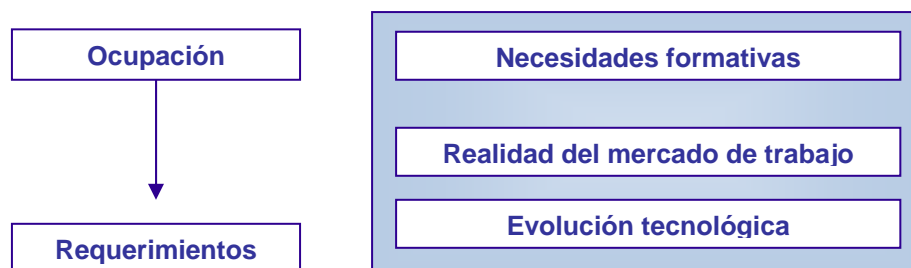 Ocupación
Necesidades formativas
Realidad del mercado de trabajo
Evolución tecnológica
Requerimientos